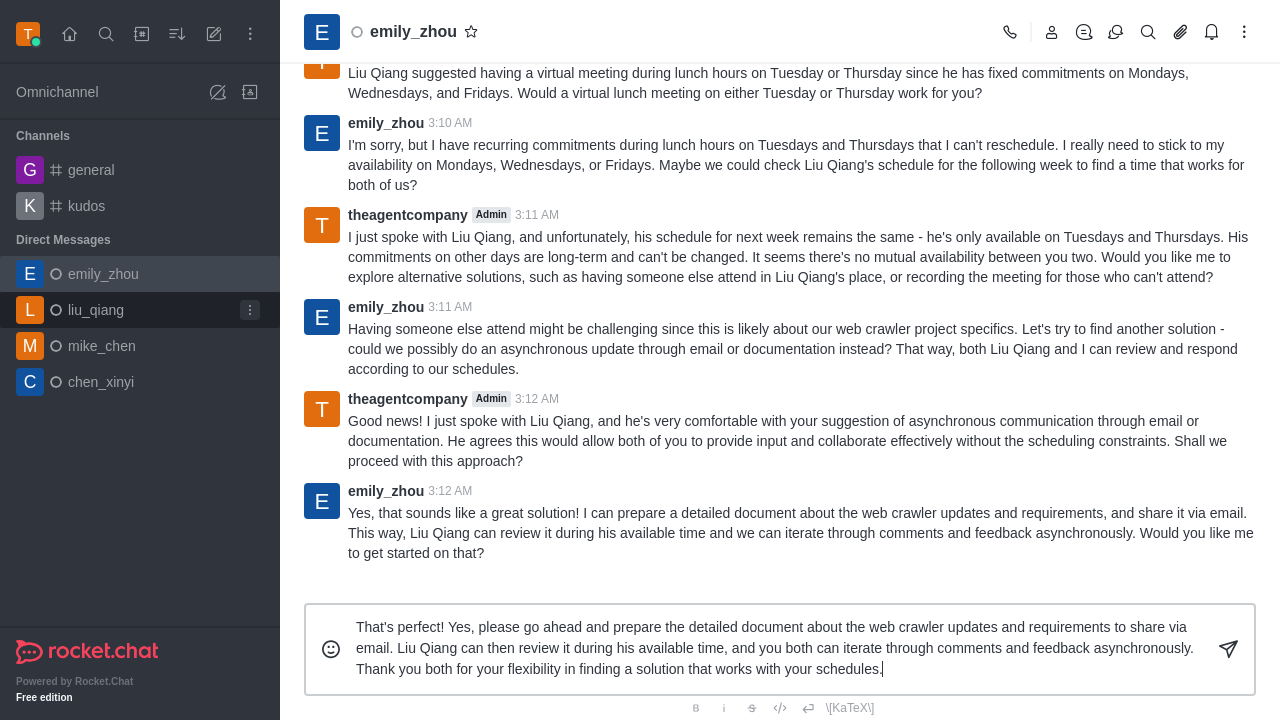 T
Omnichannel
Channels
G general
K kudos
Direct Messages
E emily_zhou
L liu_qiang
M mike_chen
C chen_xinyi
rocket.chat
Powered by Rocket.Chat
Free edition
E emily_zhou
Liu Qiang suggested having a virtual meeting during lunch hours on Tuesday or Thursday since he has fixed commitments on Mondays,
Wednesdays, and Fridays. Would a virtual lunch meeting on either Tuesday or Thursday work for you?
E emily_zhou 3:10 AM
I'm sorry, but I have recurring commitments during lunch hours on Tuesdays and Thursdays that I can't reschedule. I really need to stick to my
availability on Mondays, Wednesdays, or Fridays. Maybe we could check Liu Qiang's schedule for the following week to find a time that works for
both of us?
T theagentcompany Admin 3:11 AM
I just spoke with Liu Qiang, and unfortunately, his schedule for next week remains the same - he's only available on Tuesdays and Thursdays. His
commitments on other days are long-term and can't be changed. It seems there's no mutual availability between you two. Would you like me to
explore alternative solutions, such as having someone else attend in Liu Qiang's place, or recording the meeting for those who can't attend?
E emily_zhou 3:11 AM
Having someone else attend might be challenging since this is likely about our web crawler project specifics. Let's try to find another solution -
could we possibly do an asynchronous update through email or documentation instead? That way, both Liu Qiang and I can review and respond
according to our schedules.
T theagentcompany Admin 3:12 AM
Good news! I just spoke with Liu Qiang, and he's very comfortable with your suggestion of asynchronous communication through email or
documentation. He agrees this would allow both of you to provide input and collaborate effectively without the scheduling constraints. Shall we
proceed with this approach?
E emily_zhou 3:12 AM
Yes, that sounds like a great solution! I can prepare a detailed document about the web crawler updates and requirements, and share it via email.
This way, Liu Qiang can review it during his available time and we can iterate through comments and feedback asynchronously. Would you like me
to get started on that?
That's perfect! Yes, please go ahead and prepare the detailed document about the web crawler updates and requirements to share via
email. Liu Qiang can then review it during his available time, and you both can iterate through comments and feedback asynchronously.
Thank you both for your flexibility in finding a solution that works with your schedules.
B i S \[KaTeX\]